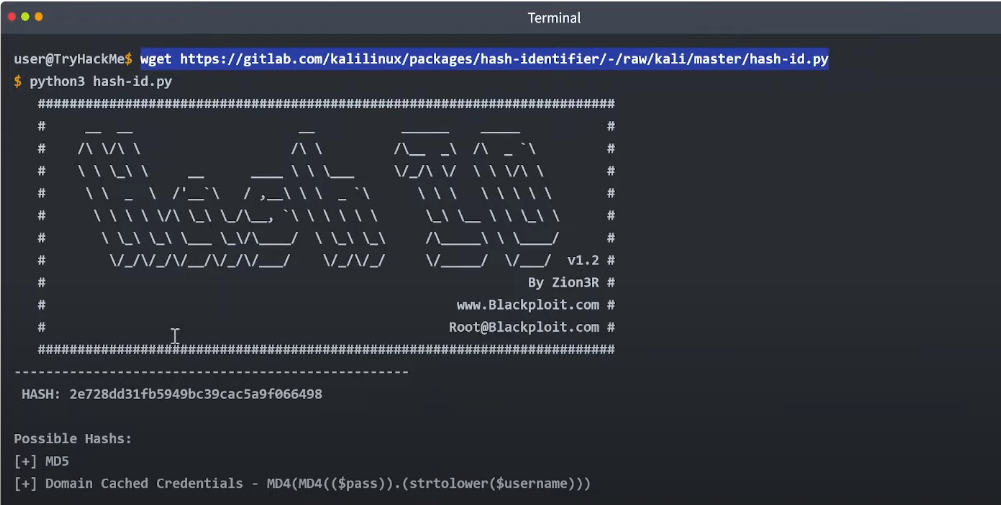 Terminal
user@TryHackMe$ wget https://gitlab.com/kalilinux/packages/hash-identifier/-/raw/kali/master/hash-id.py
$ python3 hash-id.py
   #########################################################################
   #     __  __                     __           ______    _____           #
   #    /\ \/\ \                   /\ \         /\__  _\  /\  _ `\         #
   #    \ \ \_\ \     __      ____ \ \ \___     \/_/\ \/  \ \ \/\ \        #
   #     \ \  _  \  /'__`\   / ,__\ \ \  _ `\      \ \ \   \ \ \ \ \       #
   #      \ \ \ \ \/\ \_\ \_/\__, `\ \ \ \ \ \      \_\ \__ \ \ \_\ \      #
   #       \ \_\ \_\ \___ \_\/\____/  \ \_\ \_\     /\_____\ \ \____/      #
   #        \/_/\/_/\/__/\/_/\/___/    \/_/\/_/     \/_____/  \/___/  v1.2 #
   #                                                             By Zion3R #
   #                                                    www.Blackploit.com #
   #                                                   Root@Blackploit.com #
   #########################################################################
--------------------------------------------------
 HASH: 2e728dd31fb5949bc39cac5a9f066498
Possible Hashs:
[+] MD5
[+] Domain Cached Credentials - MD4(MD4(($pass)).(strtolower($username)))